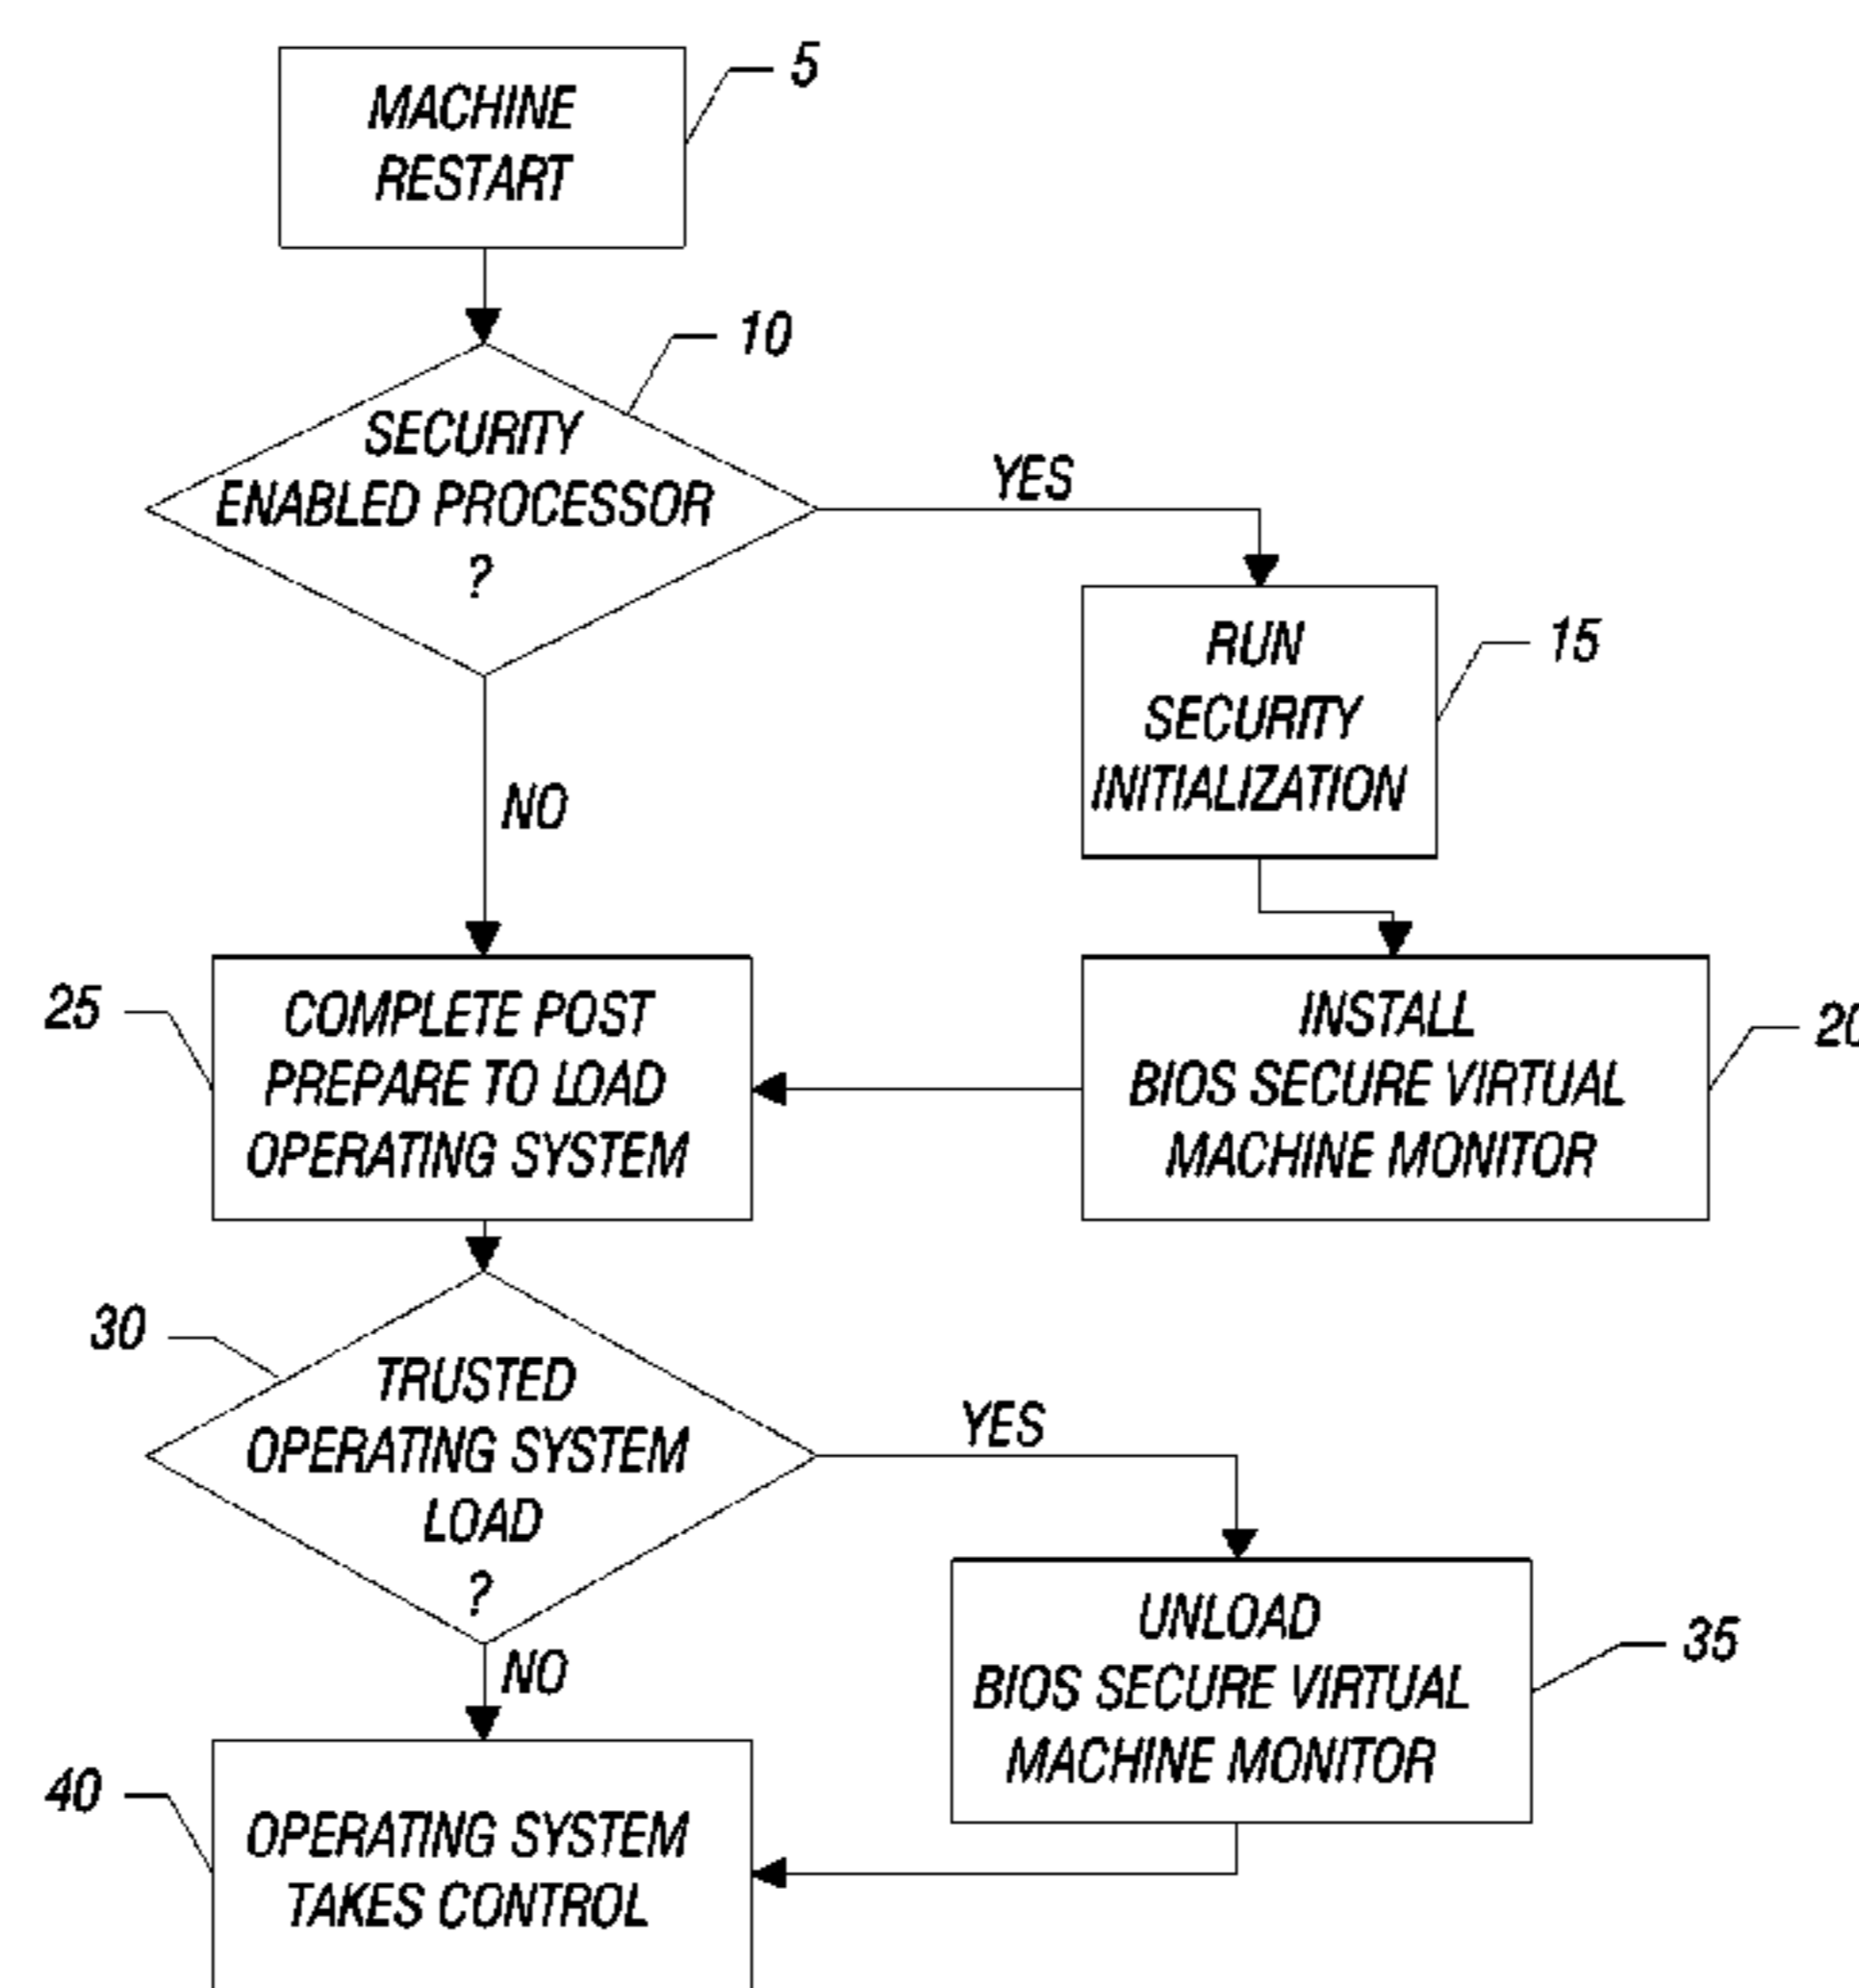 MACHINE
RESTART
5
SECURITY
ENABLED PROCESSOR
?
10
YES
NO
RUN
SECURITY
INITIALIZATION
15
INSTALL
BIOS SECURE VIRTUAL
MACHINE MONITOR
20
25
COMPLETE POST
PREPARE TO LOAD
OPERATING SYSTEM
30
TRUSTED
OPERATING SYSTEM
LOAD
?
YES
NO
UNLOAD
BIOS SECURE VIRTUAL
MACHINE MONITOR
35
40
OPERATING SYSTEM
TAKES CONTROL